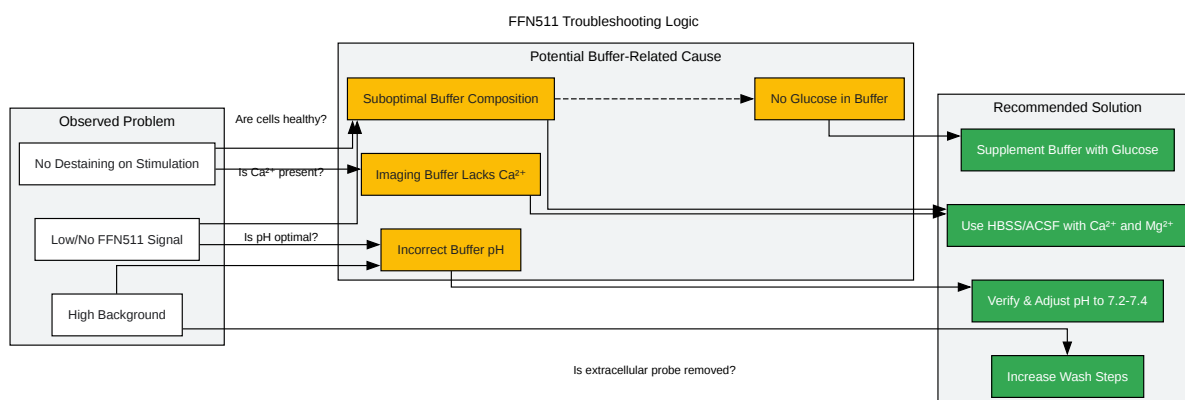 FFN511 Troubleshooting Logic
Potential Buffer-Related Cause
Suboptimal Buffer Composition
No Glucose in Buffer
Observed Problem
Recommended Solution
Are cells healthy?
Supplement Buffer with Glucose
No Destaining on Stimulation
Is Ca²⁺ present?
Imaging Buffer Lacks Ca²⁺
Low/No FFN511 Signal
Is pH optimal?
Incorrect Buffer pH
Use HBSS/ACSF with Ca²⁺ and Mg²⁺
High Background
Verify & Adjust pH to 7.2-7.4
Is extracellular probe removed?
Increase Wash Steps